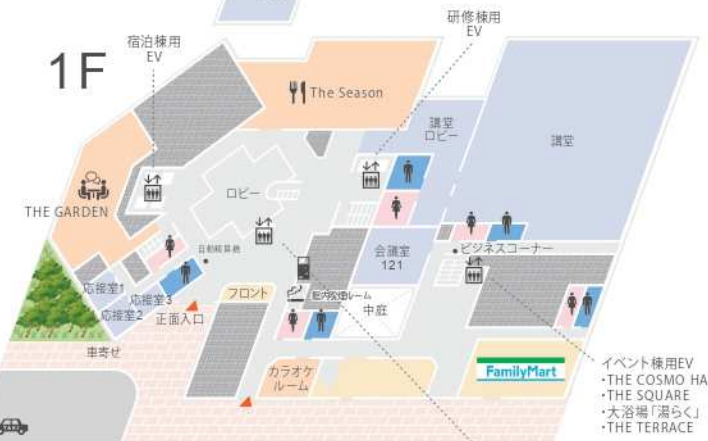 宿泊棟用
EV
研修棟用
EV
1F
The Season
講堂
ロビー
講堂
THE GARDEN
ロビー
自動精算機
会議室
121
ビジネスコーナー
応接室1
応接室2
応接室3
正面入口
フロント
中庭
車寄せ
カラオケ
ルーム
FamilyMart
イベント棟用EV
・THE COSMO HA
・THE SQUARE
・大浴場「湯らく」
・THE TERRACE